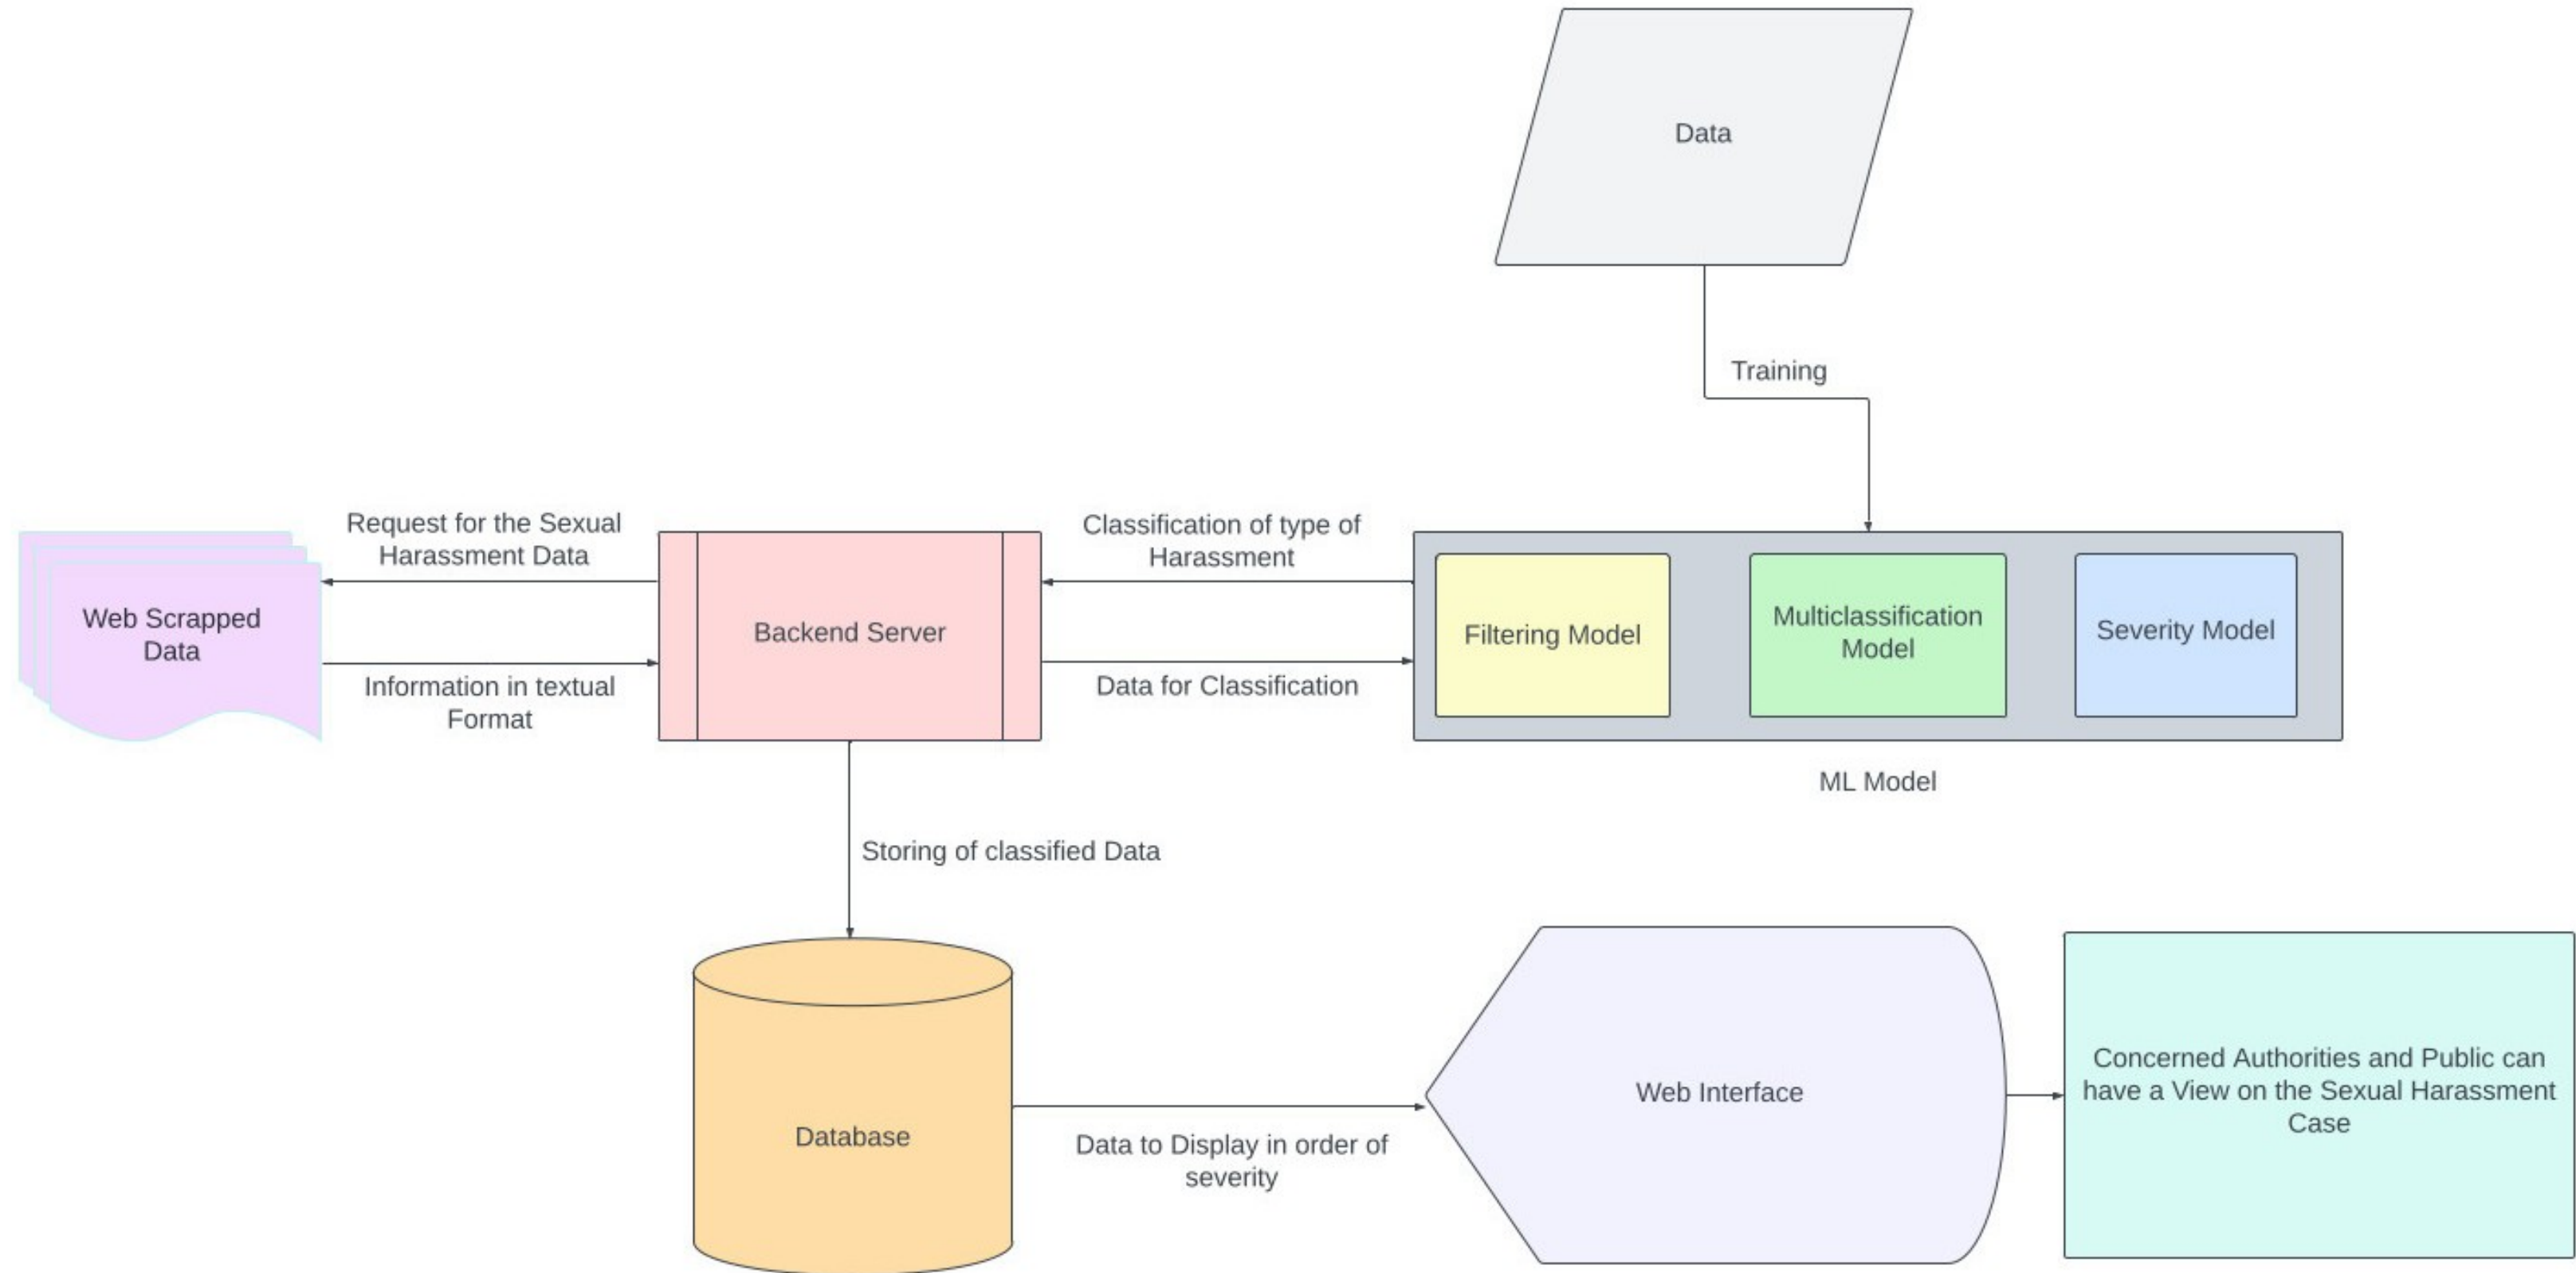 Data
Training
Request for the Sexual
Harassment Data
Classification of type of
Harassment
Web Scrapped
Data
Backend Server
Filtering Model
Multiclassification
Model
Severity Model
Information in textual
Format
Data for Classification
ML Model
Storing of classified Data
Database
Data to Display in order of
severity
Web Interface
Concerned Authorities and Public can
have a View on the Sexual Harassment
Case